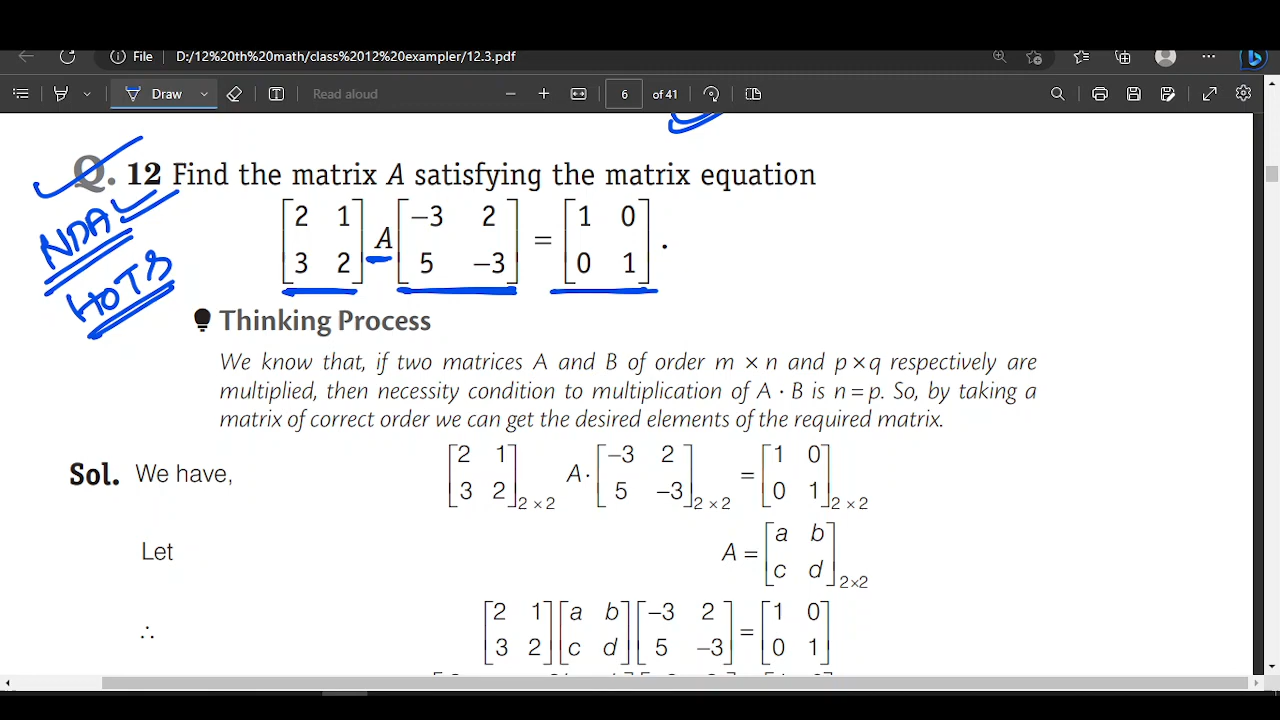 File D:/12%20th%20math/class%2012%20exampler/12.3.pdf
Draw Read aloud 6 of 41
Q. 12 Find the matrix A satisfying the matrix equation
NDA
HOTS
[2 1] A [–3 2] = [1 0]
[3 2] [5 –3] [0 1] .
Thinking Process
We know that, if two matrices A and B of order m × n and p × q respectively are
multiplied, then necessity condition to multiplication of A · B is n = p. So, by taking a
matrix of correct order we can get the desired elements of the required matrix.
Sol. We have, [2 1] A · [–3 2] = [1 0]
[3 2]2 × 2 [5 –3]2 × 2 [0 1]2 × 2
Let A = [a b]
[c d]2×2
∴ [2 1] [a b] [–3 2] = [1 0]
[3 2] [c d] [5 –3] [0 1]